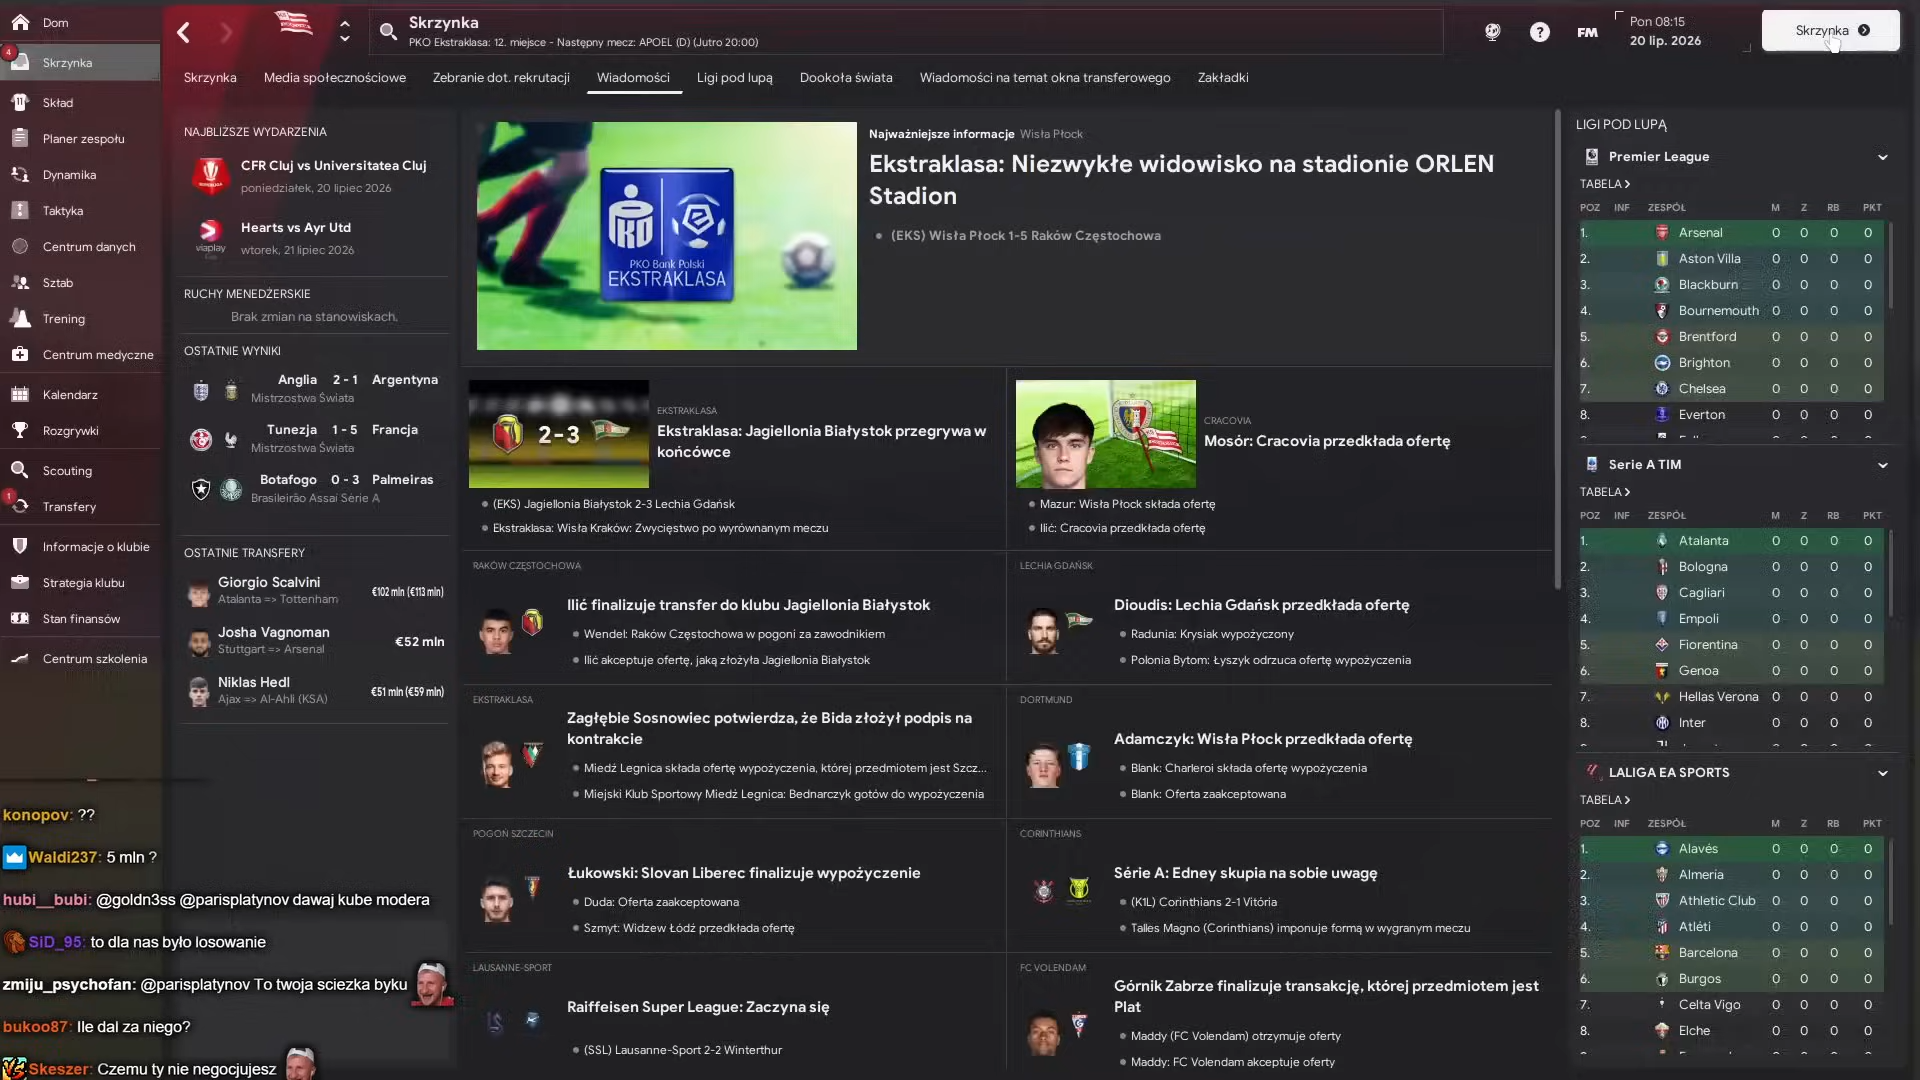 Dom
4
Skrzynka
Skład
Planer zespołu
Dynamika
Taktyka
Centrum danych
Sztab
Trening
Centrum medyczne
Kalendarz
Rozgrywki
Scouting
1
Transfery
Informacje o klubie
Strategia klubu
Stan finansów
Centrum szkolenia
Skrzynka
PKO Ekstraklasa: 12. miejsce - Następny mecz: APOEL (D) (Jutro 20:00)
FM
Pon 08:15
20 lip. 2026
Skrzynka
Skrzynka
Media społecznościowe
Zebranie dot. rekrutacji
Wiadomości
Ligi pod lupą
Dookoła świata
Wiadomości na temat okna transferowego
Zakładki
NAJBLIŻSZE WYDARZENIA
CFR Cluj vs Universitatea Cluj
poniedziałek, 20 lipiec 2026
Hearts vs Ayr Utd
wtorek, 21 lipiec 2026
viaplay
RUCHY MENEDŻERSKIE
Brak zmian na stanowiskach.
OSTATNIE WYNIKI
Anglia 2 - 1 Argentyna
Mistrzostwa Świata
Tunezja 1 - 5 Francja
Mistrzostwa Świata
Botafogo 0 - 3 Palmeiras
Brasileirão Assaí Série A
OSTATNIE TRANSFERY
Giorgio Scalvini
Atalanta => Tottenham
€102 mln (€113 mln)
Josha Vagnoman
Stuttgart => Arsenal
€52 mln
Niklas Hedl
Ajax => Al-Ahli (KSA)
€51 mln (€59 mln)
PKO
PKO Bank Polski
EKSTRAKLASA
Najważniejsze informacje Wisła Płock
Ekstraklasa: Niezwykłe widowisko na stadionie ORLEN
Stadion
(EKS) Wisła Płock 1-5 Raków Częstochowa
2-3
EKSTRAKLASA
Ekstraklasa: Jagiellonia Białystok przegrywa w
końcówce
(EKS) Jagiellonia Białystok 2-3 Lechia Gdańsk
Ekstraklasa: Wisła Kraków: Zwycięstwo po wyrównanym meczu
CRACOVIA
Mosór: Cracovia przedkłada ofertę
Mazur: Wisła Płock składa ofertę
Ilić: Cracovia przedkłada ofertę
RAKÓW CZĘSTOCHOWA
Ilić finalizuje transfer do klubu Jagiellonia Białystok
Wendel: Raków Częstochowa w pogoni za zawodnikiem
Ilić akceptuje ofertę, jaką złożyła Jagiellonia Białystok
LECHIA GDAŃSK
Dioudis: Lechia Gdańsk przedkłada ofertę
Radunia: Krysiak wypożyczony
Polonia Bytom: Łyszyk odrzuca ofertę wypożyczenia
EKSTRAKLASA
Zagłębie Sosnowiec potwierdza, że Bida złożył podpis na
kontrakcie
Miedź Legnica składa ofertę wypożyczenia, której przedmiotem jest Szcz...
Miejski Klub Sportowy Miedź Legnica: Bednarczyk gotów do wypożyczenia
DORTMUND
Adamczyk: Wisła Płock przedkłada ofertę
Blank: Charleroi składa ofertę wypożyczenia
Blank: Oferta zaakceptowana
POGOŃ SZCZECIN
Łukowski: Slovan Liberec finalizuje wypożyczenie
Duda: Oferta zaakceptowana
Szmyt: Widzew Łódź przedkłada ofertę
CORINTHIANS
Série A: Edney skupia na sobie uwagę
(K1L) Corinthians 2-1 Vitória
Talles Magno (Corinthians) imponuje formą w wygranym meczu
LAUSANNE-SPORT
Raiffeisen Super League: Zaczyna się
(SSL) Lausanne-Sport 2-2 Winterthur
FC VOLENDAM
Górnik Zabrze finalizuje transakcję, której przedmiotem jest
Plat
Maddy (FC Volendam) otrzymuje oferty
Maddy: FC Volendam akceptuje oferty
LIGI POD LUPĄ
Premier League
TABELA
POZ INF ZESPÓŁ M Z RB PKT
1. Arsenal 0 0 0 0
2. Aston Villa 0 0 0 0
3. Blackburn 0 0 0 0
4. Bournemouth 0 0 0 0
5. Brentford 0 0 0 0
6. Brighton 0 0 0 0
7. Chelsea 0 0 0 0
8. Everton 0 0 0 0
Serie A TIM
TABELA
POZ INF ZESPÓŁ M Z RB PKT
1. Atalanta 0 0 0 0
2. Bologna 0 0 0 0
3. Cagliari 0 0 0 0
4. Empoli 0 0 0 0
5. Fiorentina 0 0 0 0
6. Genoa 0 0 0 0
7. Hellas Verona 0 0 0 0
8. Inter 0 0 0 0
LALIGA EA SPORTS
TABELA
POZ INF ZESPÓŁ M Z RB PKT
1. Alavés 0 0 0 0
2. Almeria 0 0 0 0
3. Athletic Club 0 0 0 0
4. Atléti 0 0 0 0
5. Barcelona 0 0 0 0
6. Burgos 0 0 0 0
7. Celta Vigo 0 0 0 0
8. Elche 0 0 0 0
konopov: ??
Waldi237: 5 mln ?
hubi__bubi: @goldn3ss @parisplatynov dawaj kube modera
SiD_95: to dla nas było losowanie
zmiju_psychofan: @parisplatynov To twoja sciezka byku
bukoo87: Ile dal za niego?
Skeszer: Czemu ty nie negocjujesz